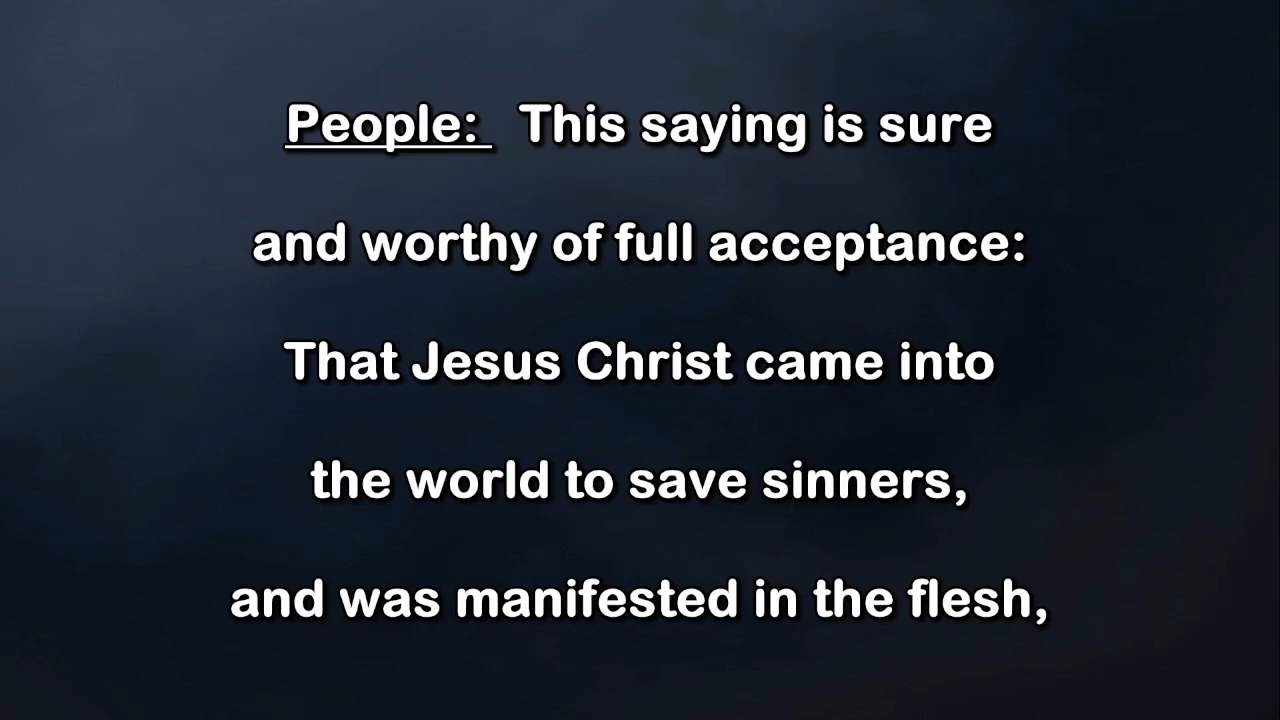 People: This saying is sure
and worthy of full acceptance:
That Jesus Christ came into
the world to save sinners,
and was manifested in the flesh,